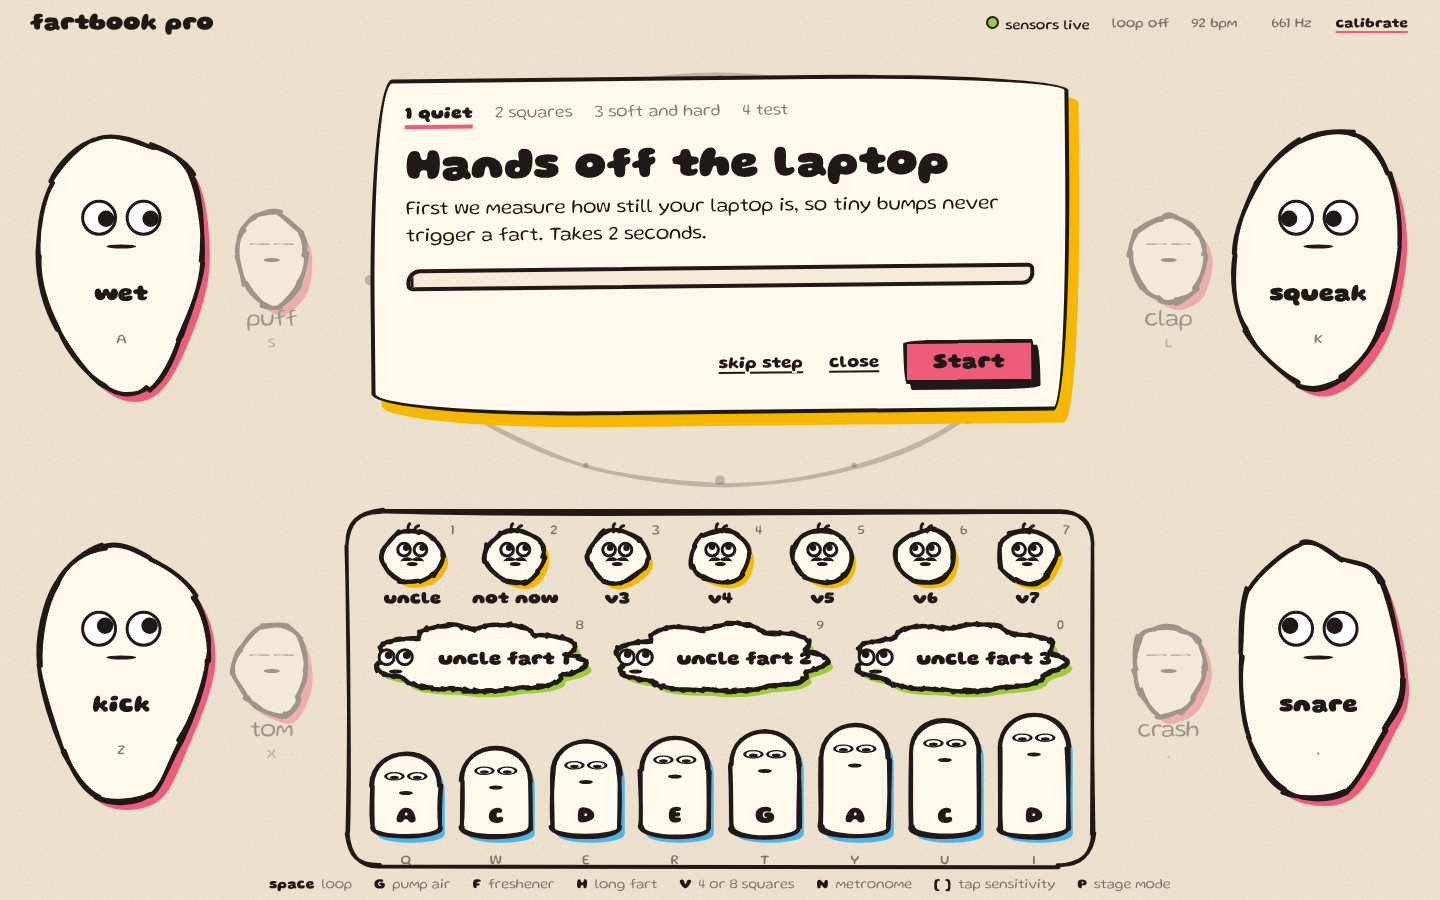 fartbook pro
sensors live loop off 92 bpm 661 Hz calibrate
1 quiet 2 squares 3 soft and hard 4 test
Hands off the laptop
First we measure how still your laptop is, so tiny bumps never
trigger a fart. Takes 2 seconds.
skip step close Start
wet
A
puff
S
clap
L
squeak
K
kick
Z
tom
X
crash
.
snare
,
1 2 3 4 5 6 7
uncle not now v3 v4 v5 v6 v7
8 9 0
uncle fart 1 uncle fart 2 uncle fart 3
A C D E G A C D
Q W E R T Y U I
space loop G pump air F freshener H long fart V 4 or 8 squares N metronome [ ] tap sensitivity P stage mode